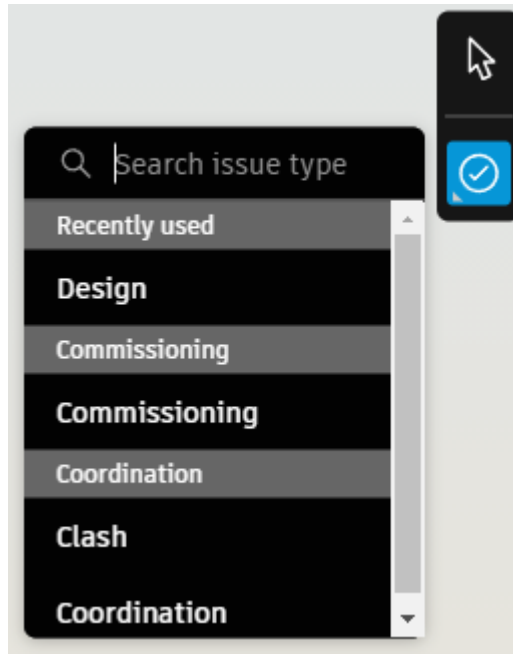 Search issue type
Recently used
Design
Commissioning
Commissioning
Coordination
Clash
Coordination